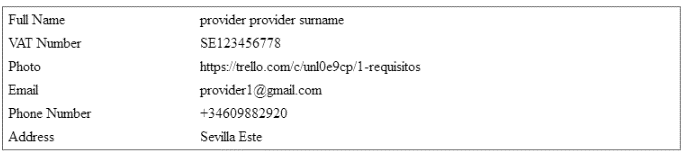 Full Name provider provider surname
VAT Number SE123456778
Photo https://trello.com/c/unl0e9cp/1-requisitos
Email provider1@gmail.com
Phone Number +34609882920
Address Sevilla Este